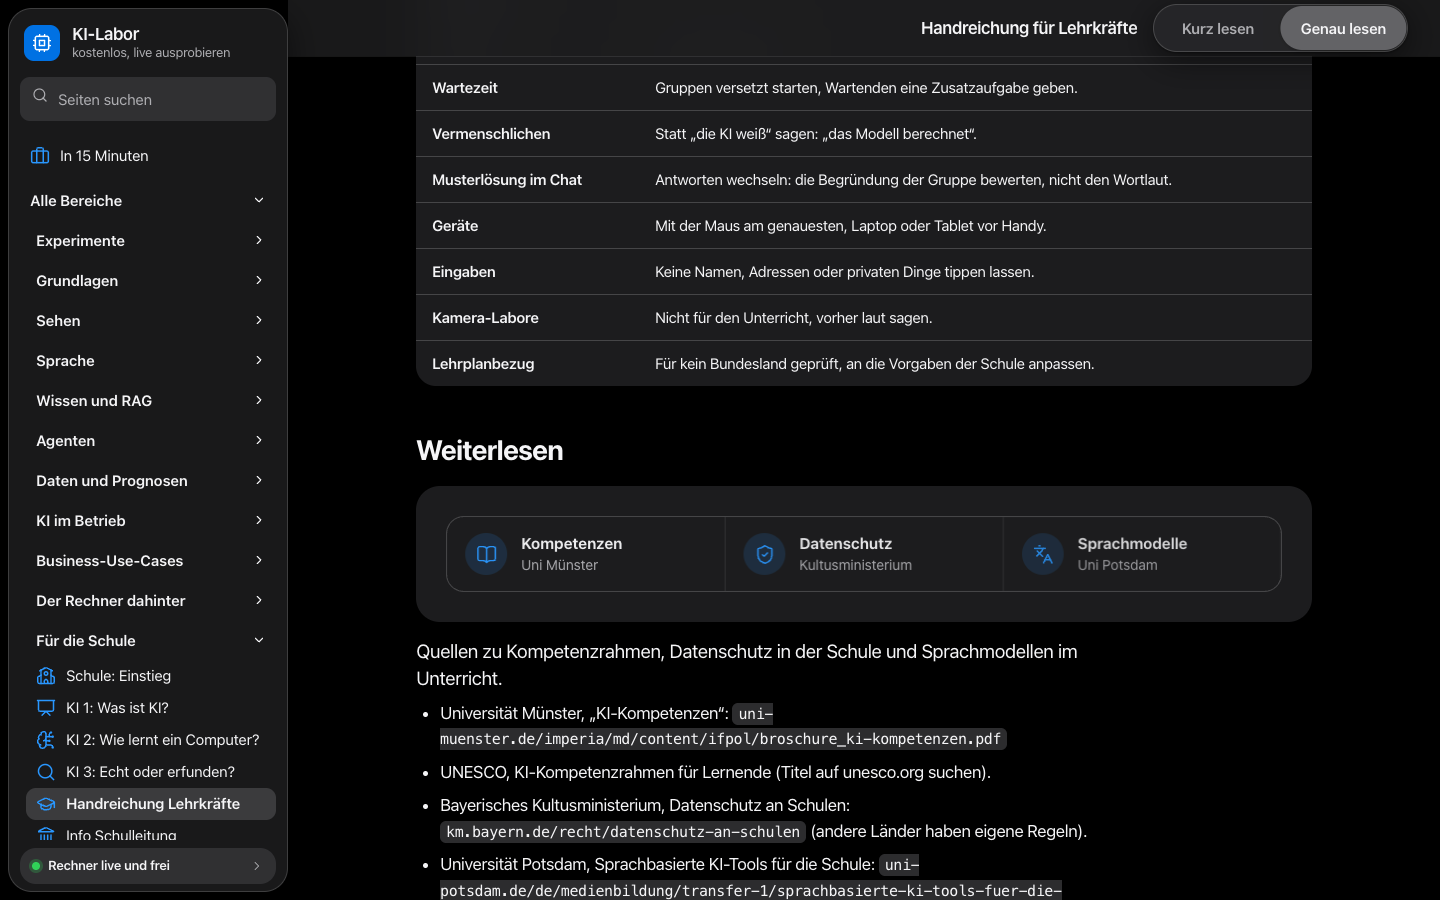 KI-Labor
kostenlos, live ausprobieren
Seiten suchen
In 15 Minuten
Alle Bereiche
Experimente
Grundlagen
Sehen
Sprache
Wissen und RAG
Agenten
Daten und Prognosen
KI im Betrieb
Business-Use-Cases
Der Rechner dahinter
Für die Schule
Schule: Einstieg
KI 1: Was ist KI?
KI 2: Wie lernt ein Computer?
KI 3: Echt oder erfunden?
Handreichung Lehrkräfte
Info Schulleitung
Rechner live und frei
Handreichung für Lehrkräfte
Kurz lesen
Genau lesen
Wartezeit Gruppen versetzt starten, Wartenden eine Zusatzaufgabe geben.
Vermenschlichen Statt „die KI weiß“ sagen: „das Modell berechnet“.
Musterlösung im Chat Antworten wechseln: die Begründung der Gruppe bewerten, nicht den Wortlaut.
Geräte Mit der Maus am genauesten, Laptop oder Tablet vor Handy.
Eingaben Keine Namen, Adressen oder privaten Dinge tippen lassen.
Kamera-Labore Nicht für den Unterricht, vorher laut sagen.
Lehrplanbezug Für kein Bundesland geprüft, an die Vorgaben der Schule anpassen.
Weiterlesen
Kompetenzen
Uni Münster
Datenschutz
Kultusministerium
Sprachmodelle
Uni Potsdam
Quellen zu Kompetenzrahmen, Datenschutz in der Schule und Sprachmodellen im
Unterricht.
• Universität Münster, „KI-Kompetenzen“: uni-
muenster.de/imperia/md/content/ifpol/broschure_ki-kompetenzen.pdf
• UNESCO, KI-Kompetenzrahmen für Lernende (Titel auf unesco.org suchen).
• Bayerisches Kultusministerium, Datenschutz an Schulen:
km.bayern.de/recht/datenschutz-an-schulen (andere Länder haben eigene Regeln).
• Universität Potsdam, Sprachbasierte KI-Tools für die Schule: uni-
potsdam.de/de/medienbildung/transfer-1/sprachbasierte-ki-tools-fuer-die-